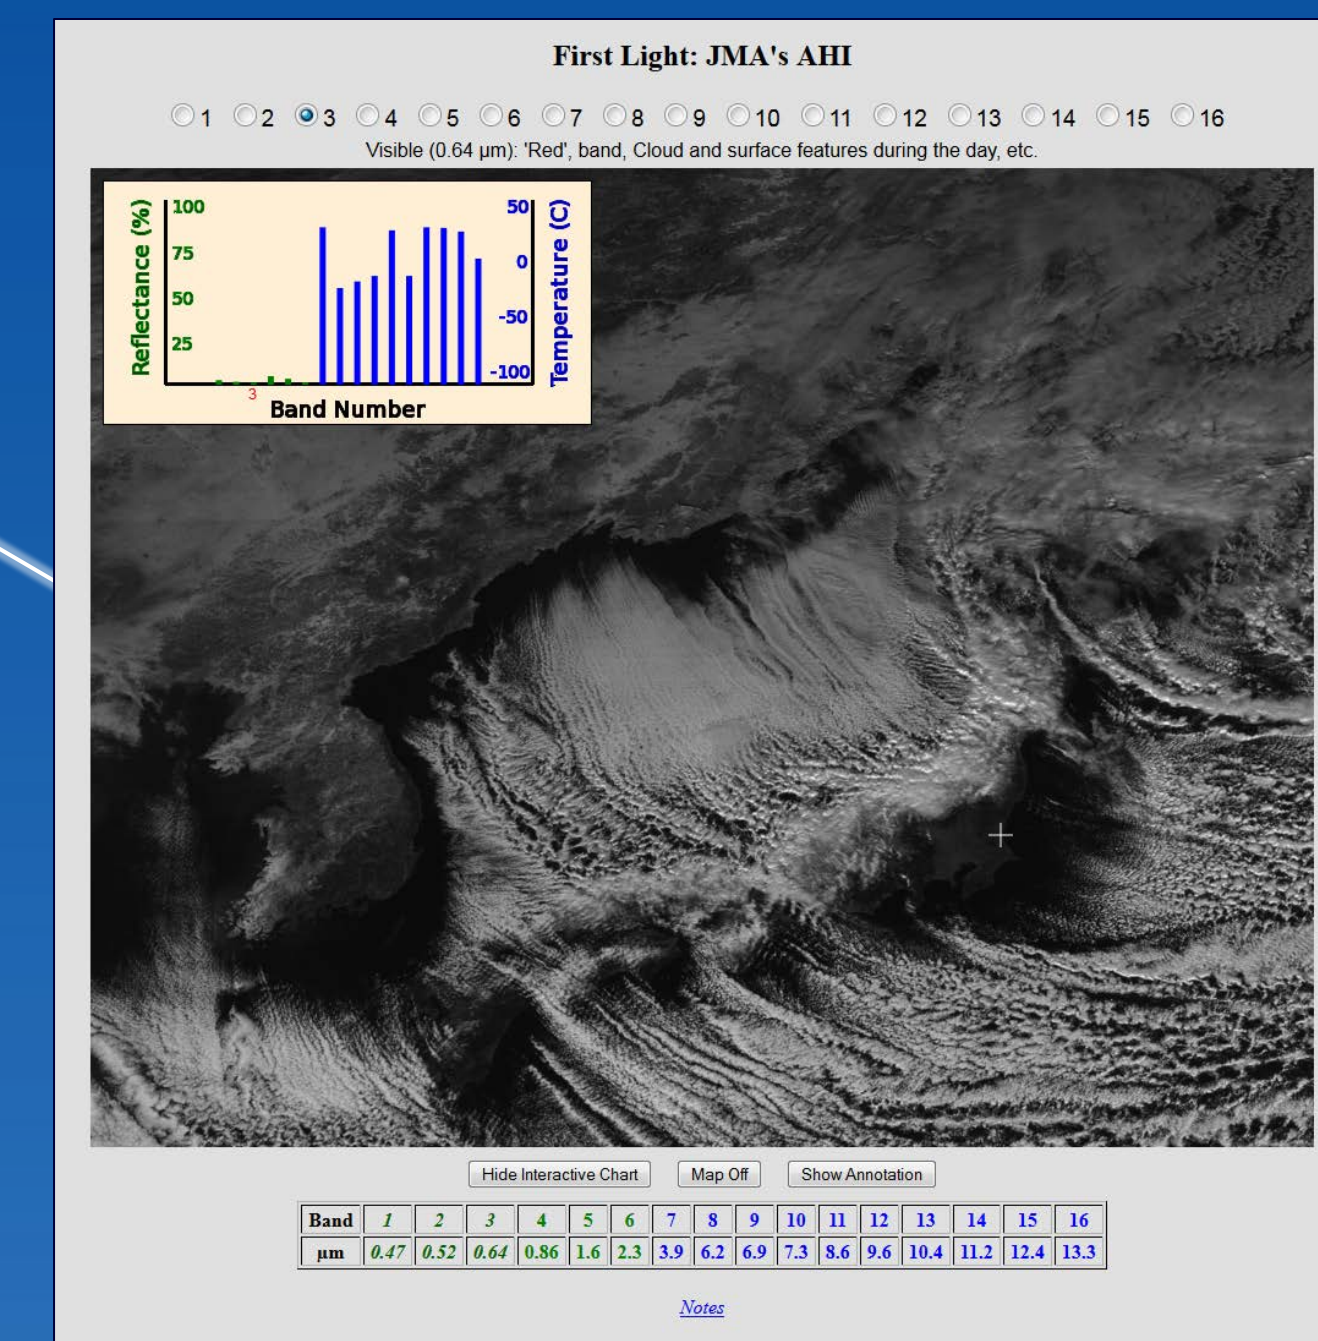 First Light: JMA's AHI
1 2 3 4 5 6 7 8 9 10 11 12 13 14 15 16
Visible (0.64 µm): 'Red', band, Cloud and surface features during the day, etc.
Reflectance (%)
100
75
50
25
50
0
-50
-100
Temperature (C)
3
Band Number
Hide Interactive Chart Map Off Show Annotation
Band 1 2 3 4 5 6 7 8 9 10 11 12 13 14 15 16
µm 0.47 0.52 0.64 0.86 1.6 2.3 3.9 6.2 6.9 7.3 8.6 9.6 10.4 11.2 12.4 13.3
Notes